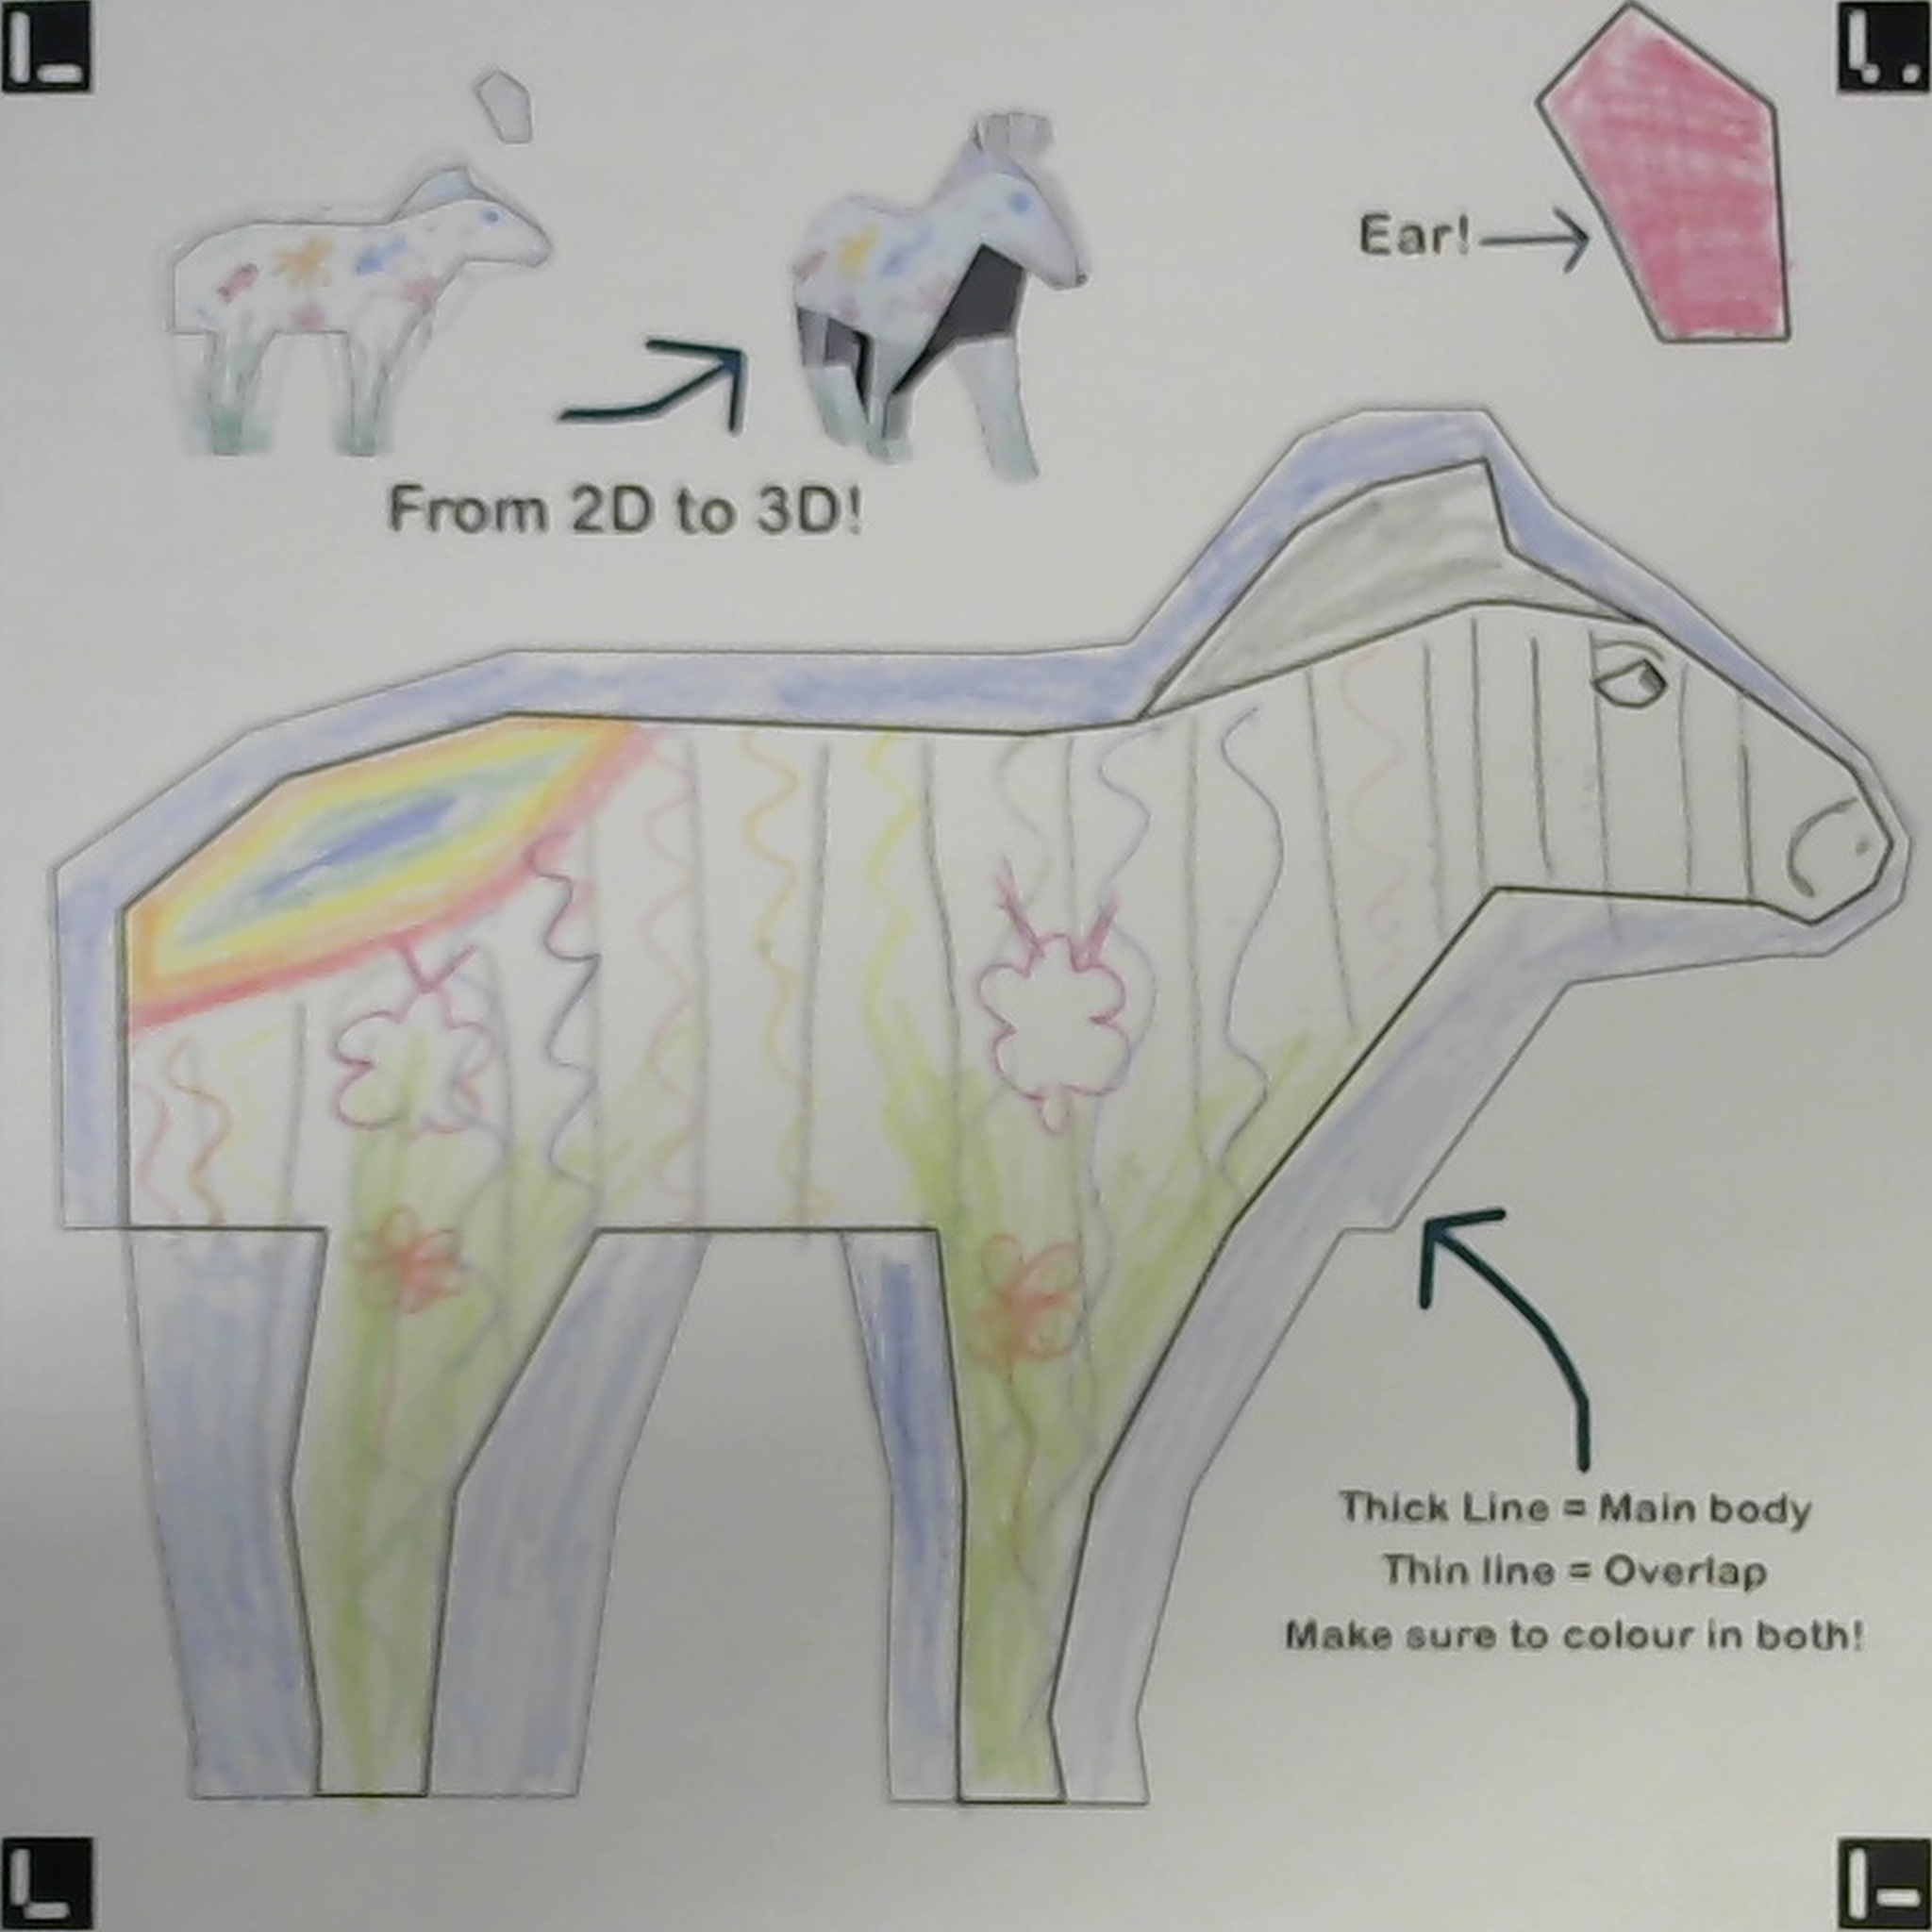 Ear!
From 2D to 3D!
Thick Line = Main body
Thin line = Overlap
Make sure to colour in both!